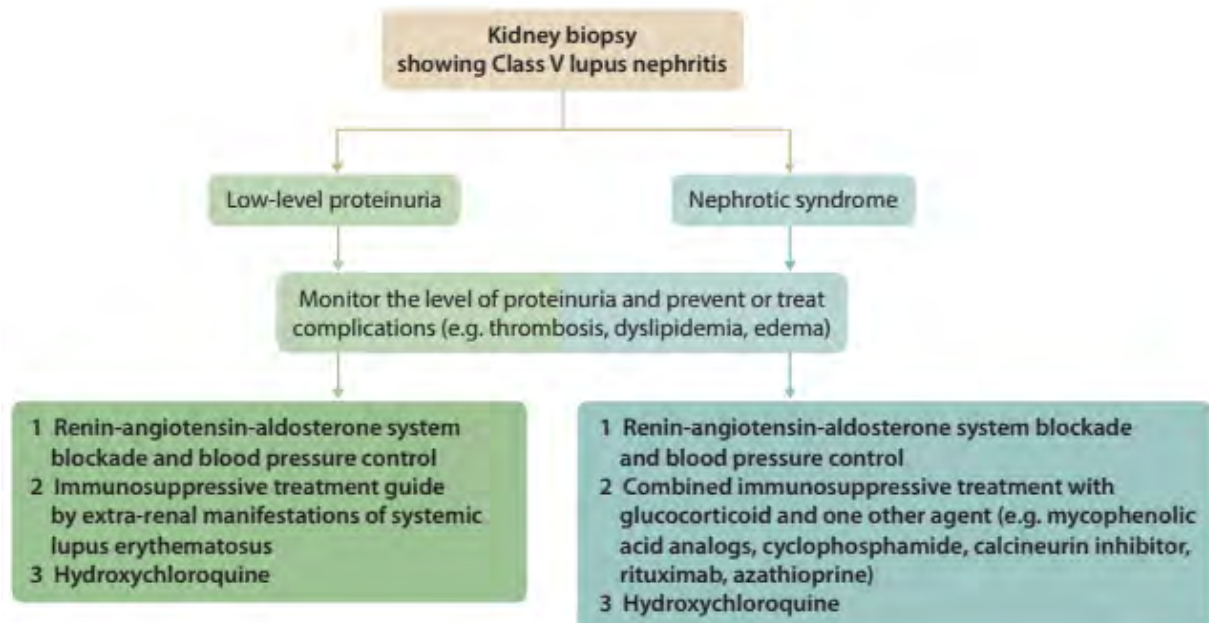 Kidney biopsy
showing Class V lupus nephritis
Low-level proteinuria
Nephrotic syndrome
Monitor the level of proteinuria and prevent or treat
complications (e.g. thrombosis, dyslipidemia, edema)
1 Renin-angiotensin-aldosterone system
blockade and blood pressure control
2 Immunosuppressive treatment guide
by extra-renal manifestations of systemic
lupus erythematosus
3 Hydroxychloroquine
1 Renin-angiotensin-aldosterone system blockade
and blood pressure control
2 Combined immunosuppressive treatment with
glucocorticoid and one other agent (e.g. mycophenolic
acid analogs, cyclophosphamide, calcineurin inhibitor,
rituximab, azathioprine)
3 Hydroxychloroquine